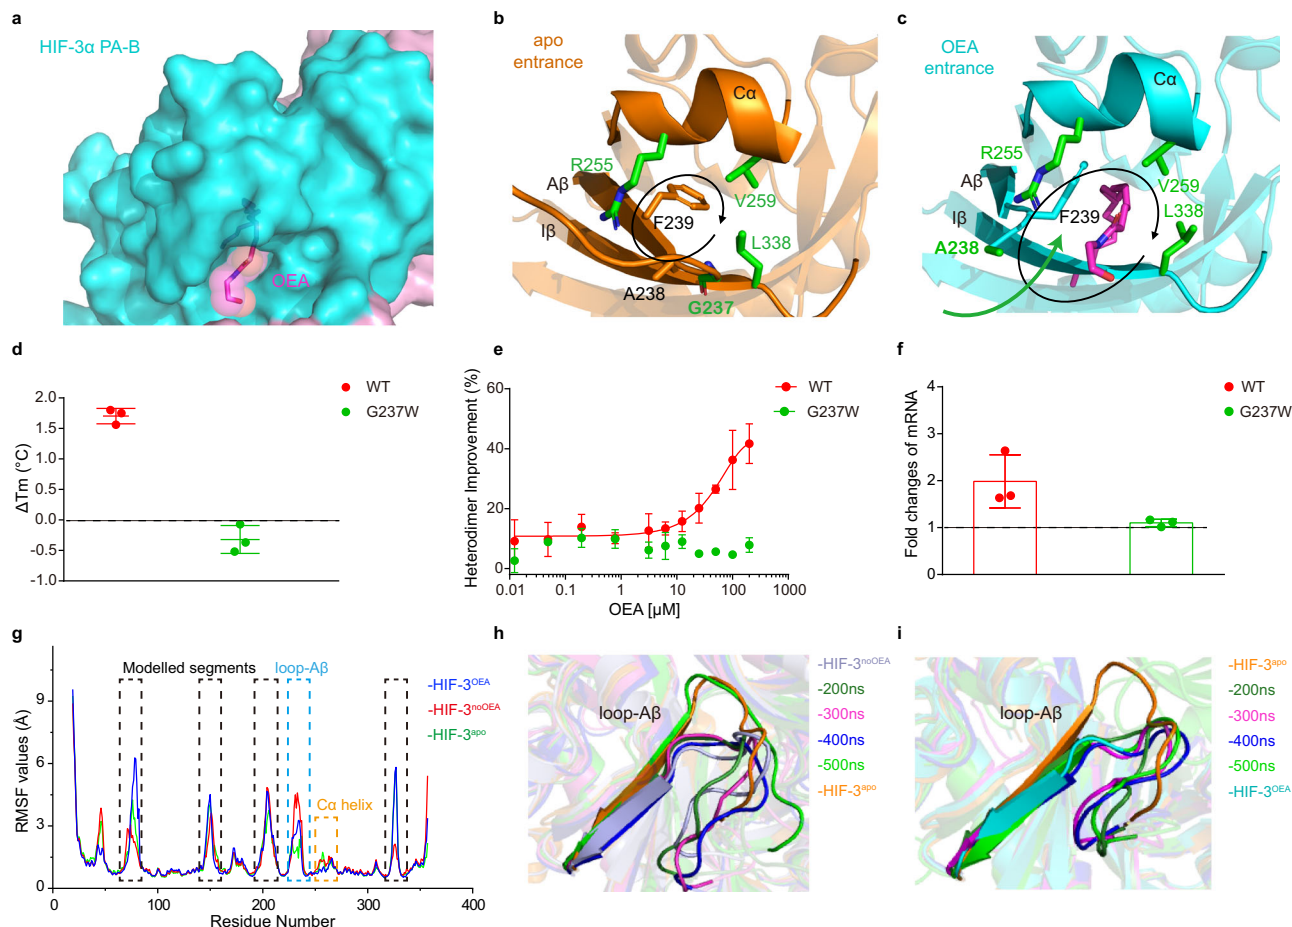 a
HIF-3α PA-B
OEA
b
apo
entrance
Cα
R255
Aβ
V259
F239
Iβ
L338
A238
G237
c
OEA
entrance
Cα
R255
Aβ
V259
F239
Iβ
L338
A238
d
WT
G237W
ΔTm (°C)
2.0
1.5
1.0
0.5
0.0
-0.5
-1.0
e
WT
G237W
Heterodimer Improvement (%)
60
40
20
0
0.01
0.1
1
10
100
1000
OEA [µM]
f
WT
G237W
Fold changes of mRNA
4
3
2
1
0
g
Modelled segments
loop-Aβ
-HIF-3OEA
-HIF-3noOEA
-HIF-3apo
Cα helix
RMSF values (Å)
9
6
3
0
0
100
200
300
400
Residue Number
h
loop-Aβ
-HIF-3noOEA
-200ns
-300ns
-400ns
-500ns
-HIF-3apo
i
loop-Aβ
-HIF-3apo
-200ns
-300ns
-400ns
-500ns
-HIF-3OEA